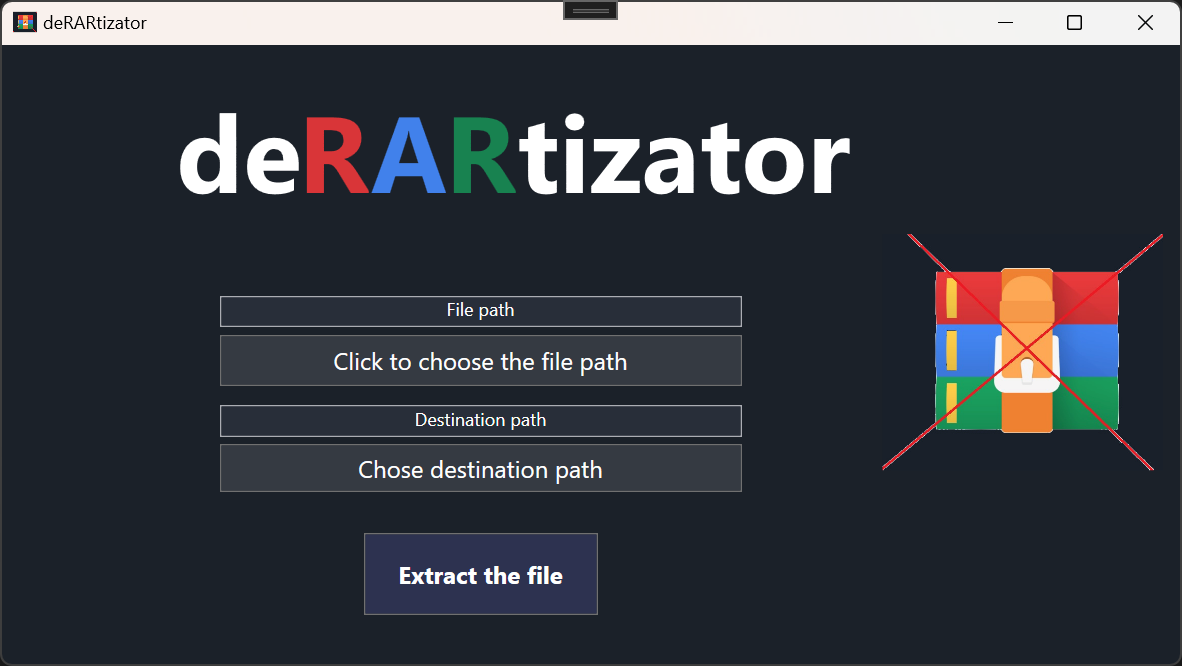 deRARtizator
deRARtizator
File path
Click to choose the file path
Destination path
Chose destination path
Extract the file